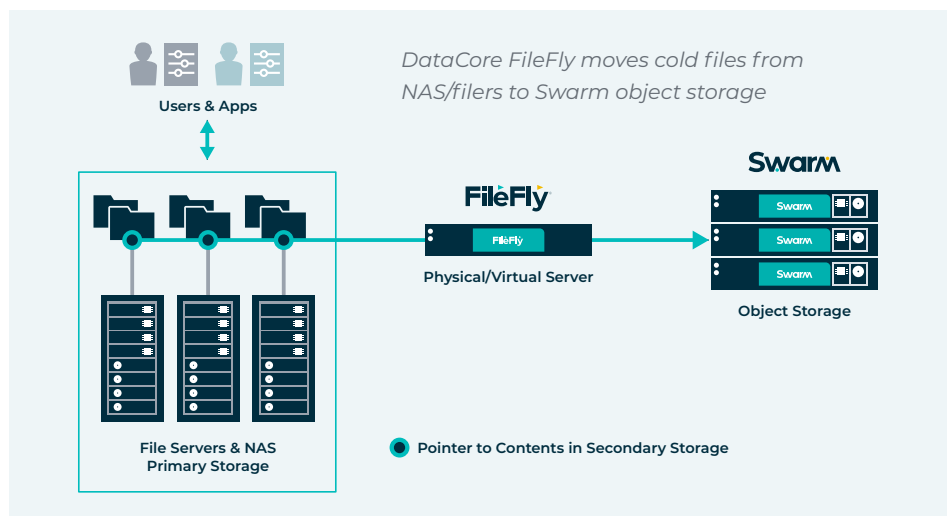 DataCore FileFly moves cold files from
NAS/filers to Swarm object storage
Users & Apps
Swarm
FileFly
Swarm
FileFly
Swarm
Swarm
Physical/Virtual Server
Object Storage
File Servers & NAS
Primary Storage
Pointer to Contents in Secondary Storage